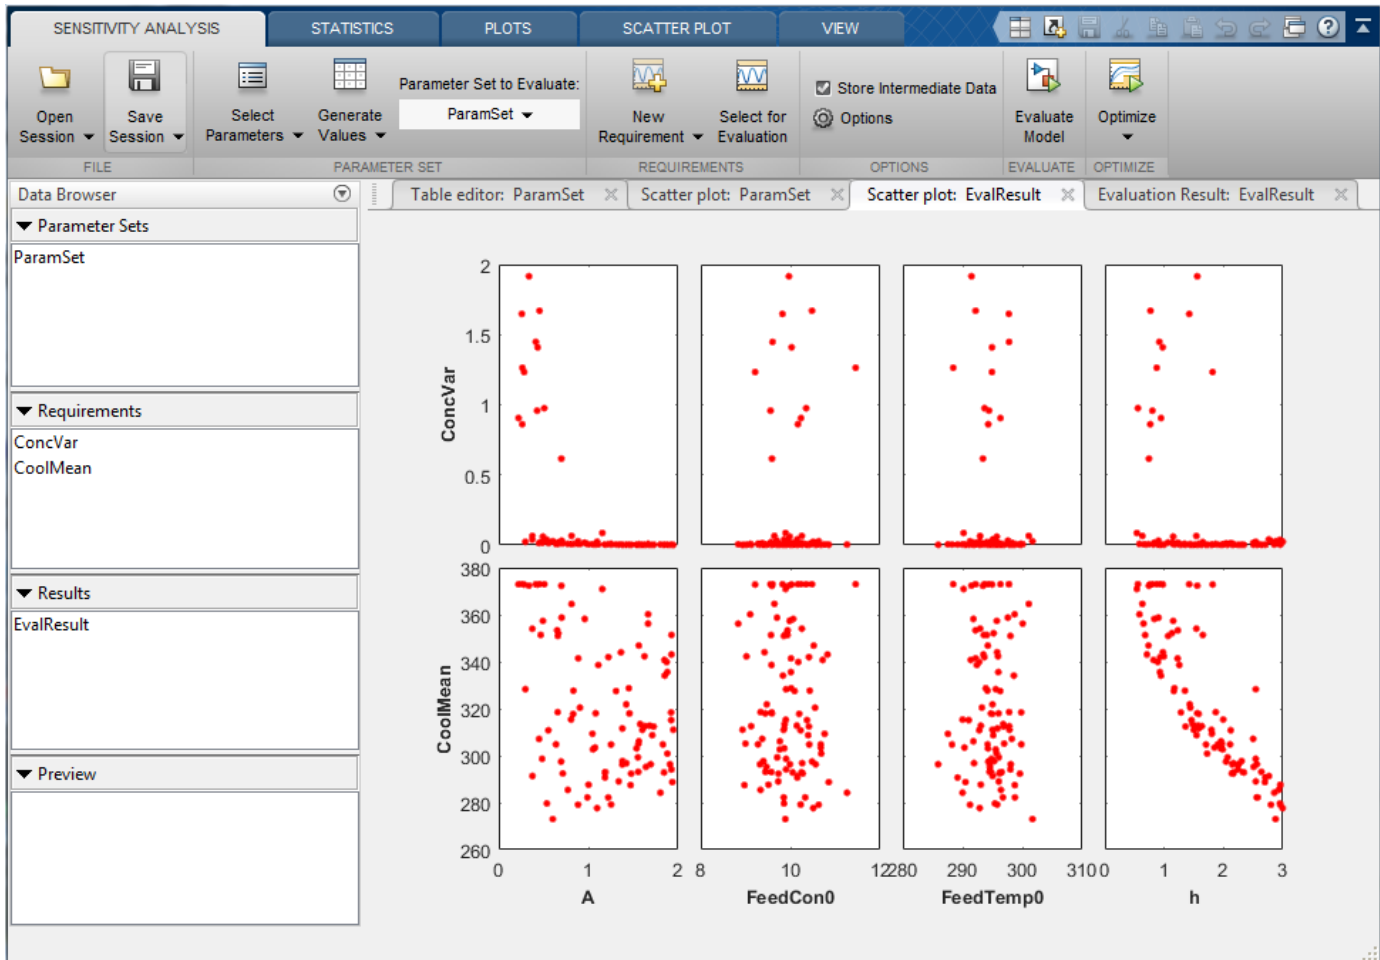 SENSITIVITY ANALYSIS STATISTICS PLOTS SCATTER PLOT VIEW
Open Session
Save Session
FILE
Select Parameters
Generate Values
Parameter Set to Evaluate:
ParamSet
PARAMETER SET
New Requirement
Select for Evaluation
REQUIREMENTS
Store Intermediate Data
Options
OPTIONS
Evaluate Model
EVALUATE
Optimize
OPTIMIZE
Data Browser
Table editor: ParamSet Scatter plot: ParamSet Scatter plot: EvalResult Evaluation Result: EvalResult
Parameter Sets
ParamSet
Requirements
ConcVar
CoolMean
Results
EvalResult
Preview
ConcVar
2
1.5
1
0.5
0
CoolMean
380
360
340
320
300
280
260
0 1 2 8 10 12 280 290 300 310 0 1 2 3
A FeedCon0 FeedTemp0 h